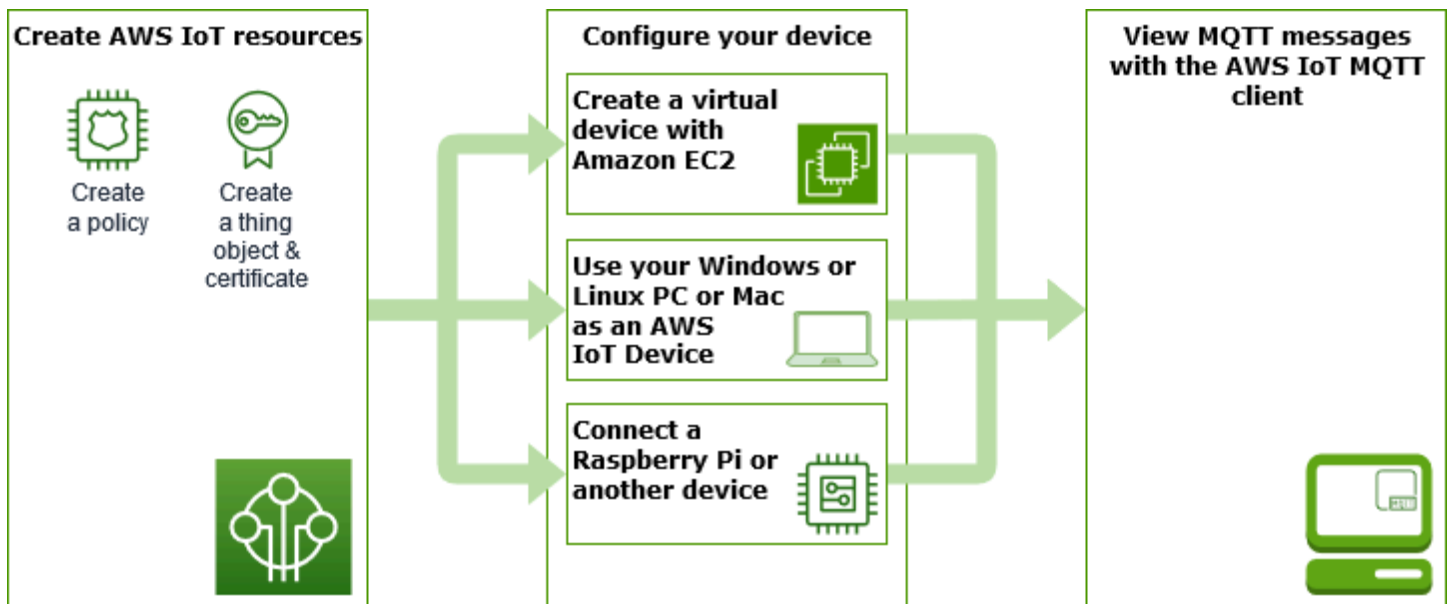 Create AWS IoT resources
Create
a policy
Create
a thing
object &
certificate
Configure your device
Create a virtual
device with
Amazon EC2
Use your Windows or
Linux PC or Mac
as an AWS
IoT Device
Connect a
Raspberry Pi or
another device
View MQTT messages
with the AWS IoT MQTT
client
MQTT